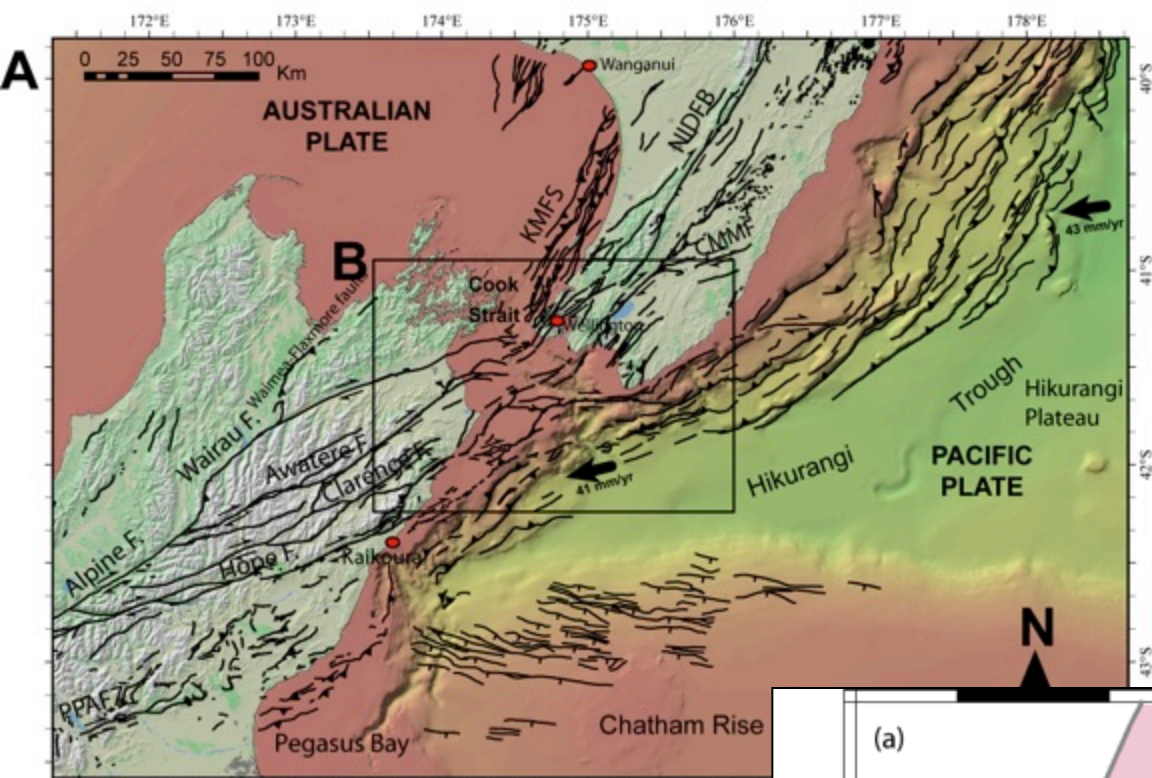 172°E 173°E 174°E 175°E 176°E 177°E 178°E
A
0 25 50 75 100 Km
Wanganui
40°S
AUSTRALIAN
PLATE
NDFB
KMFS
43 mm/yr
CMMF
B
41°S
Cook
Strait
Wellington
Waimea-Flaxmore faults
Trough
Hikurangi
Plateau
Wairau F.
Awatere F.
Clarence F.
PACIFIC
PLATE
Hikurangi
42°S
41 mm/yr
Alpine F.
Hope F.
Kaikoura
N
43°S
PPAFZ
Pegasus Bay
Chatham Rise
(a)